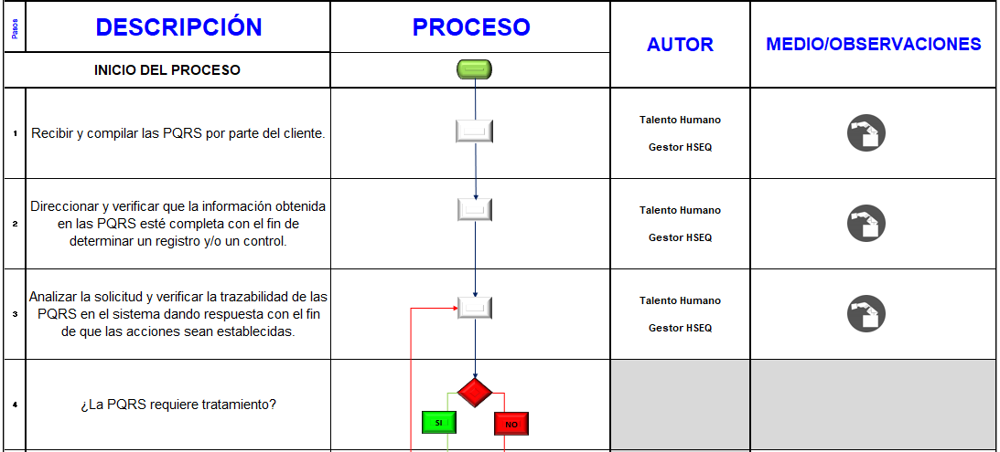 Pasos
DESCRIPCIÓN
PROCESO
AUTOR
MEDIO/OBSERVACIONES
INICIO DEL PROCESO
1
Recibir y compilar las PQRS por parte del cliente.
Talento Humano
Gestor HSEQ
2
Direccionar y verificar que la información obtenida
en las PQRS esté completa con el fin de
determinar un registro y/o un control.
Talento Humano
Gestor HSEQ
3
Analizar la solicitud y verificar la trazabilidad de las
PQRS en el sistema dando respuesta con el fin
de que las acciones sean establecidas.
Talento Humano
Gestor HSEQ
4
¿La PQRS requiere tratamiento?
SI
NO